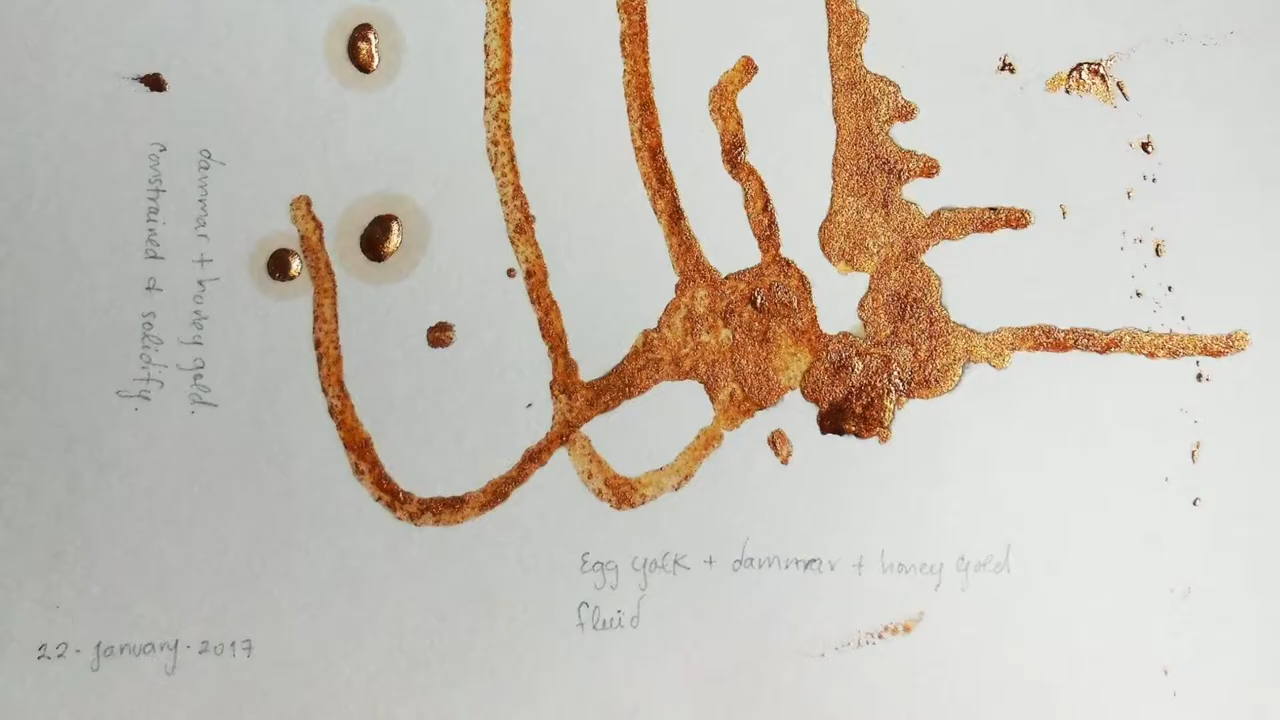 dammar + honey gold.
constrained & solidify.
Egg yolk + dammar + honey gold
fluid
22 - January - 2017